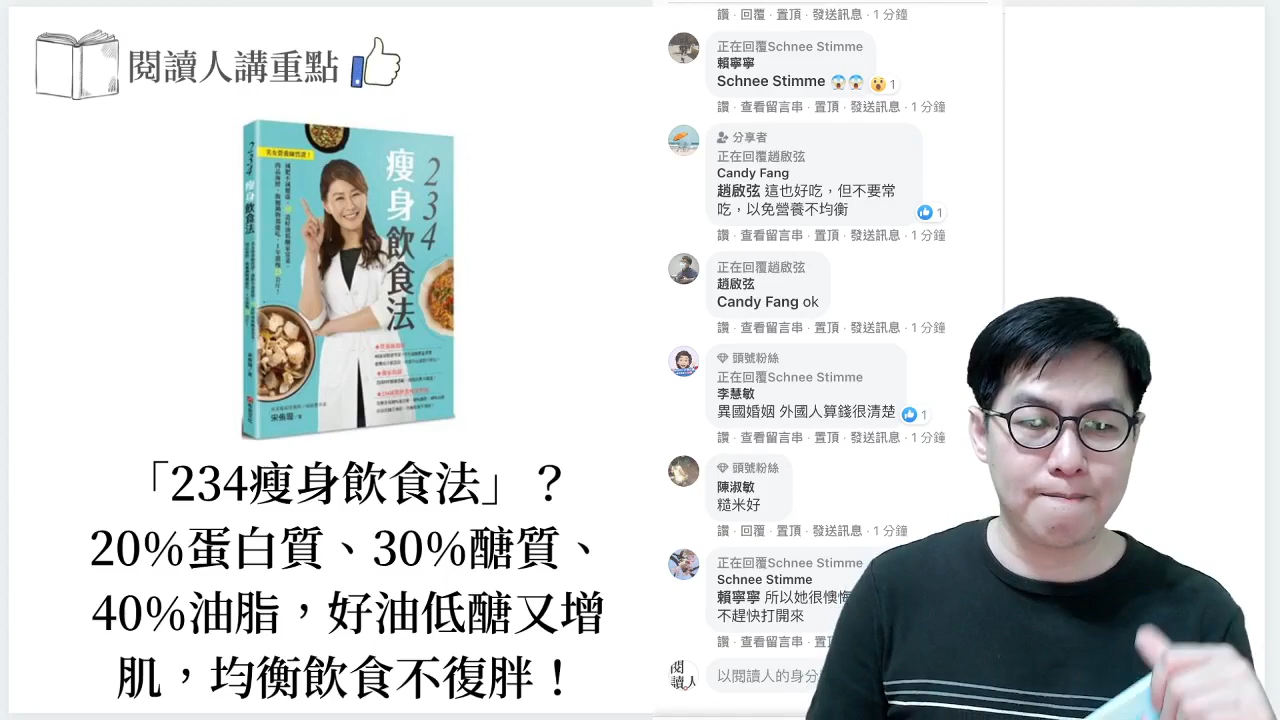 閱讀人講重點
234
瘦身飲食法
宋侑璇
「234瘦身飲食法」？
20%蛋白質、30%醣質、
40%油脂，好油低醣又增
肌，均衡飲食不復胖！
讚 · 回覆 · 置頂 · 發送訊息 · 1 分鐘
正在回覆Schnee Stimme
賴寧寧
Schnee Stimme 😱😱
😮 1
讚 · 查看留言串 · 置頂 · 發送訊息 · 1 分鐘
分享者
正在回覆趙啟弦
Candy Fang
趙啟弦 這也好吃，但不要常
吃，以免營養不均衡
1
讚 · 查看留言串 · 置頂 · 發送訊息 · 1 分鐘
正在回覆趙啟弦
趙啟弦
Candy Fang ok
讚 · 查看留言串 · 置頂 · 發送訊息 · 1 分鐘
頭號粉絲
正在回覆Schnee Stimme
李慧敏
異國婚姻 外國人算錢很清楚
1
讚 · 查看留言串 · 置頂 · 發送訊息 · 1 分鐘
頭號粉絲
陳淑敏
糙米好
讚 · 回覆 · 置頂 · 發送訊息 · 1 分鐘
正在回覆Schnee Stimme
Schnee Stimme
賴寧寧 所以她很懊悔
不趕快打開來
讚 · 查看留言串 · 置
閱讀人
以閱讀人的身分